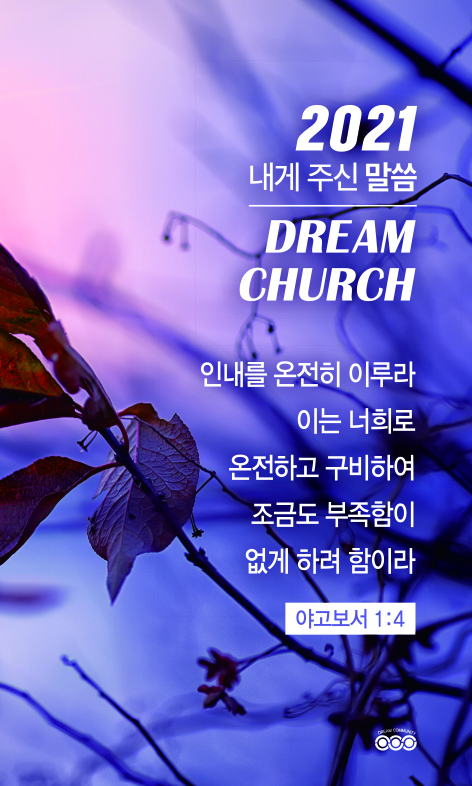 2021
내게 주신 말씀
DREAM
CHURCH
인내를 온전히 이루라
이는 너희로
온전하고 구비하여
조금도 부족함이
없게 하려 함이라
야고보서 1:4
DREAM COMMUNITY